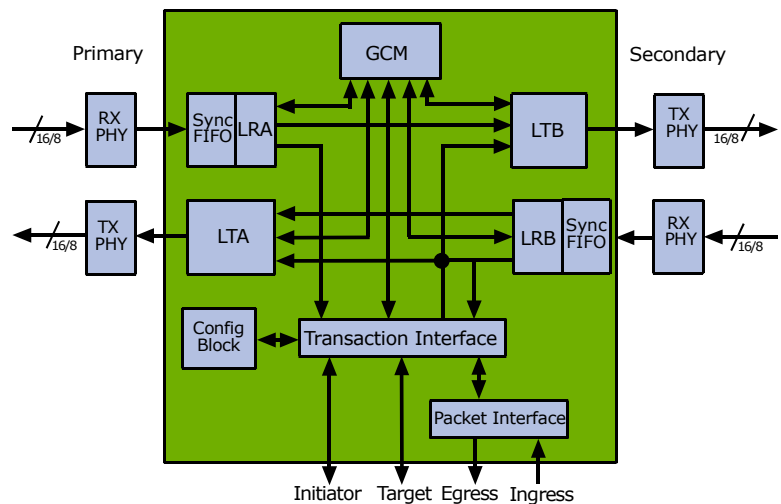 Primary
GCM
Secondary
RX
PHY
Sync
FIFO
LRA
LTB
TX
PHY
16/8
16/8
TX
PHY
LTA
LRB
Sync
FIFO
RX
PHY
16/8
16/8
Config
Block
Transaction Interface
Packet Interface
Initiator
Target
Egress
Ingress